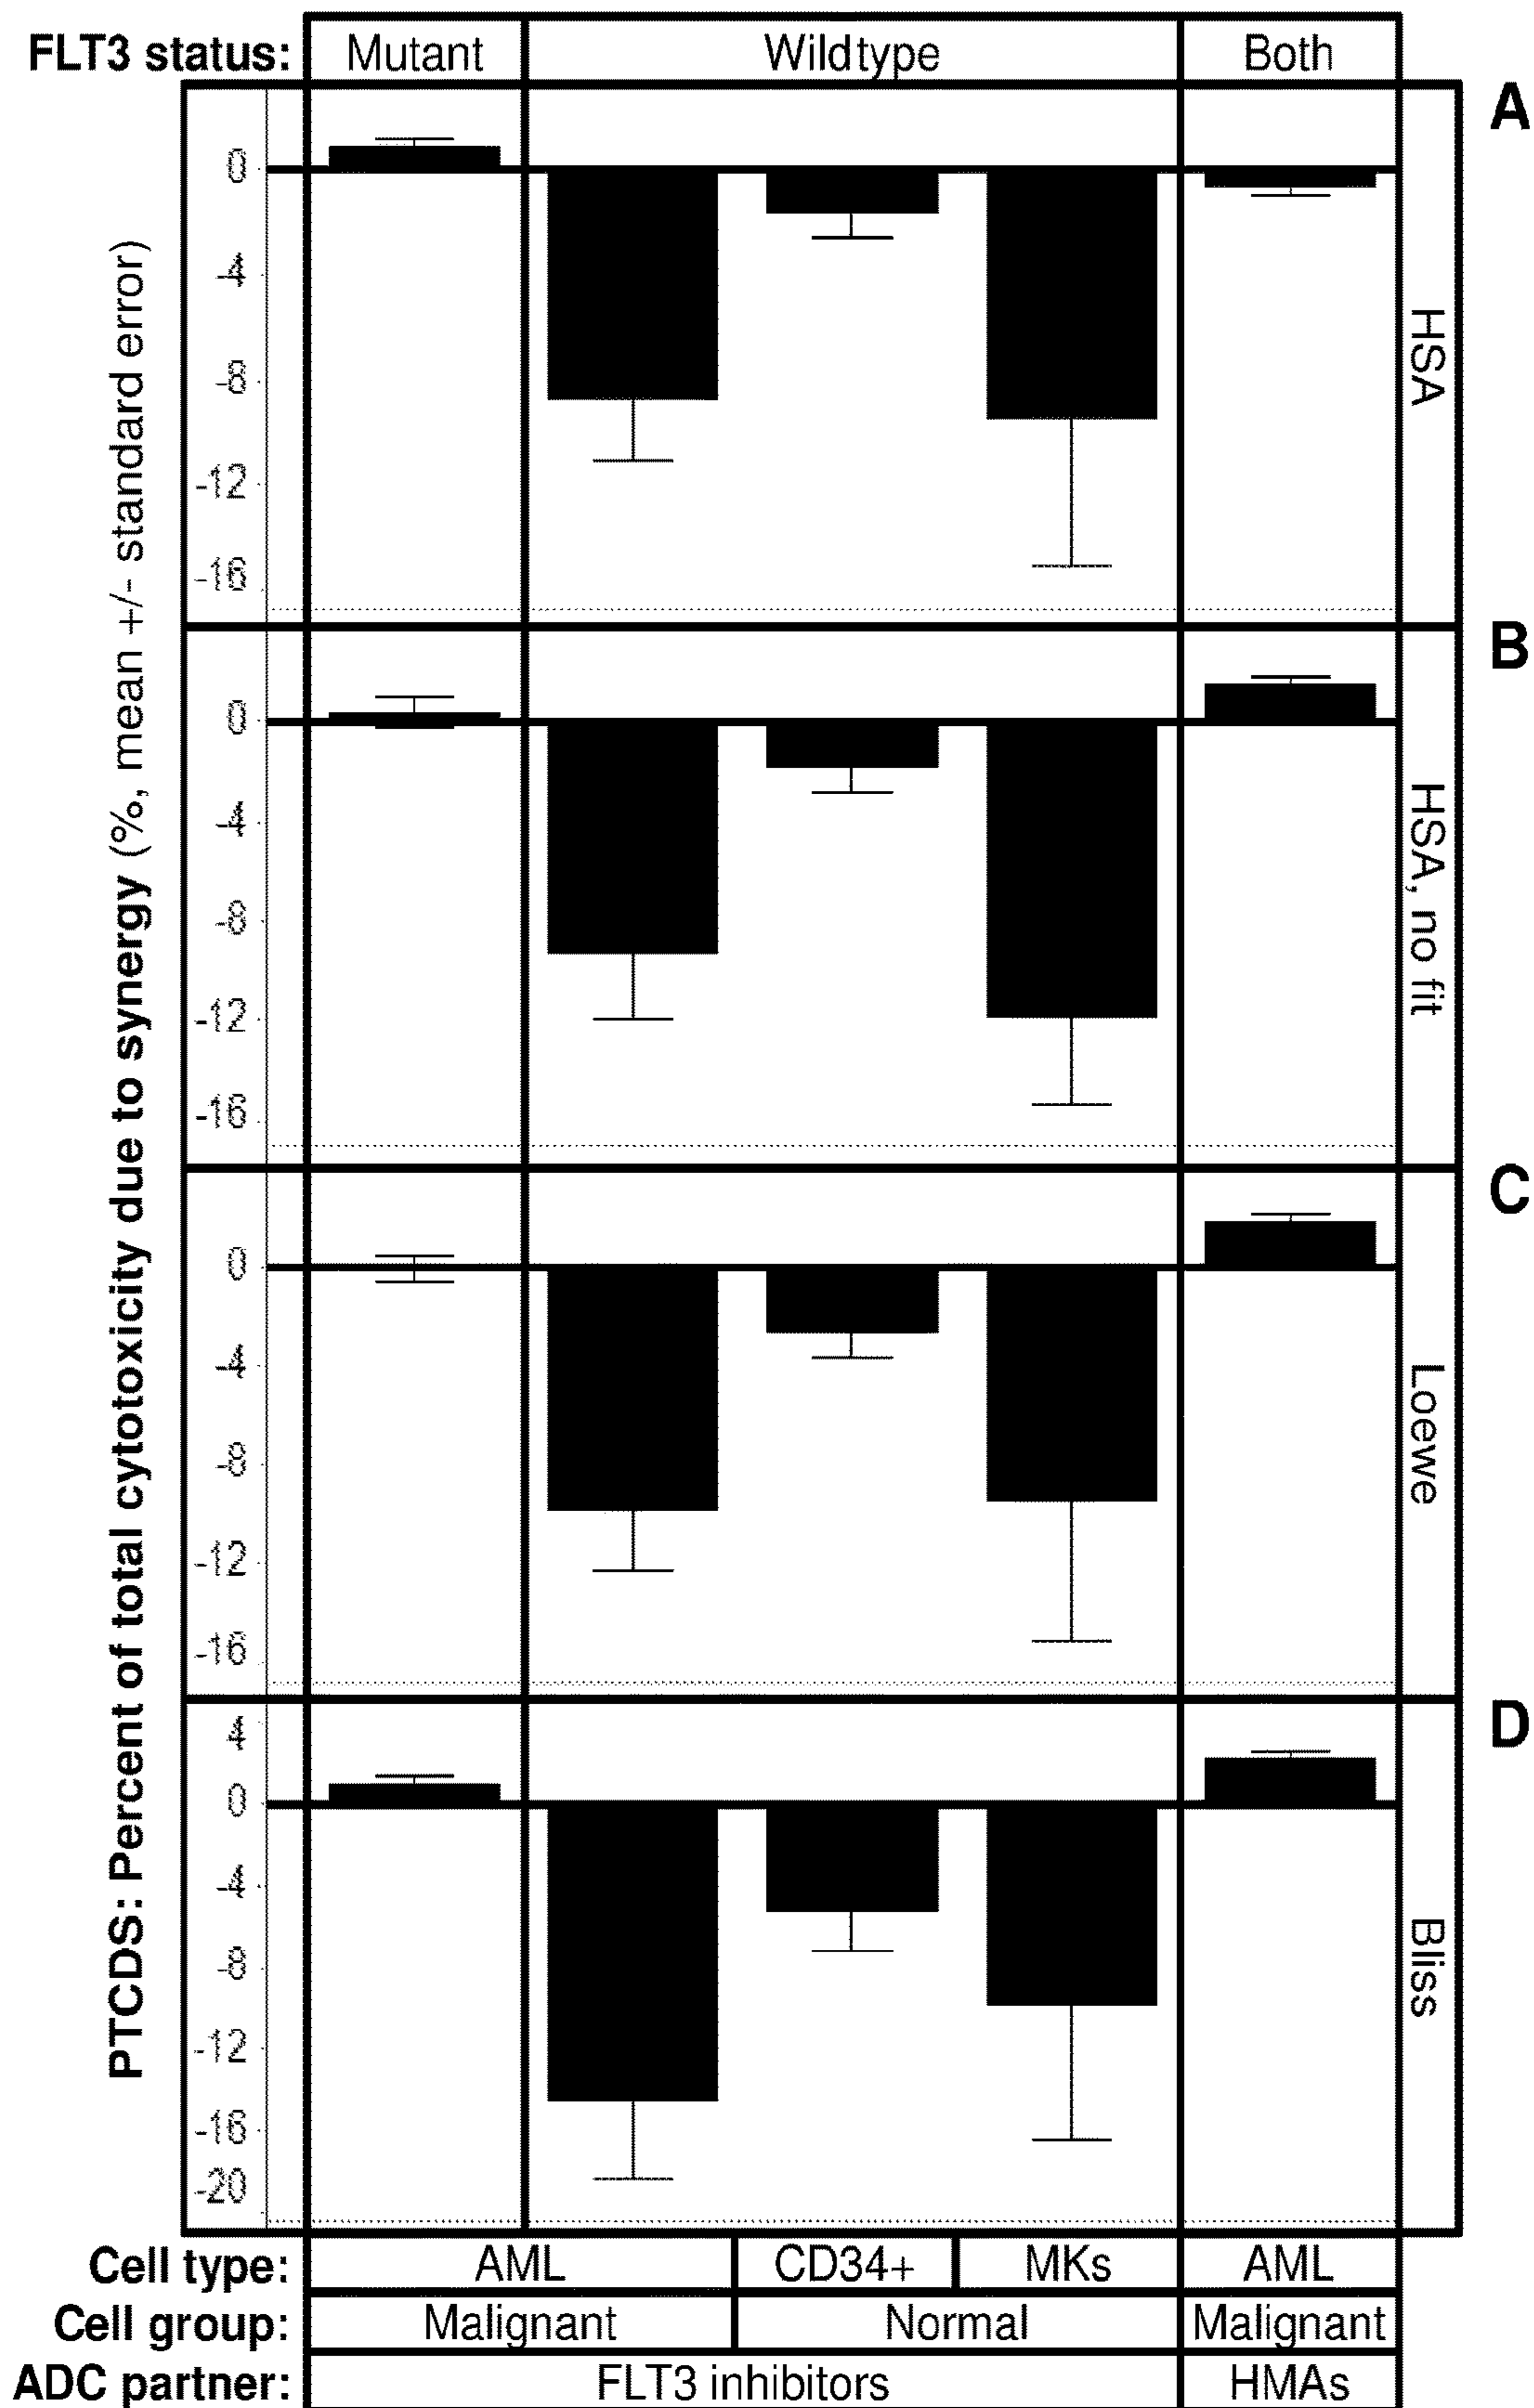 FLT3 status: Mutant Wildtype Both
A
0
-4
-8
-12
-16
HSA
B
0
-4
-8
-12
-16
HSA, no fit
C
0
-4
-8
-12
-16
Loewe
D
4
0
-4
-8
-12
-16
-20
Bliss
PTCDS: Percent of total cytotoxicity due to synergy (%, mean +/- standard error)
Cell type: AML CD34+ MKs AML
Cell group: Malignant Normal Malignant
ADC partner: FLT3 inhibitors HMAs